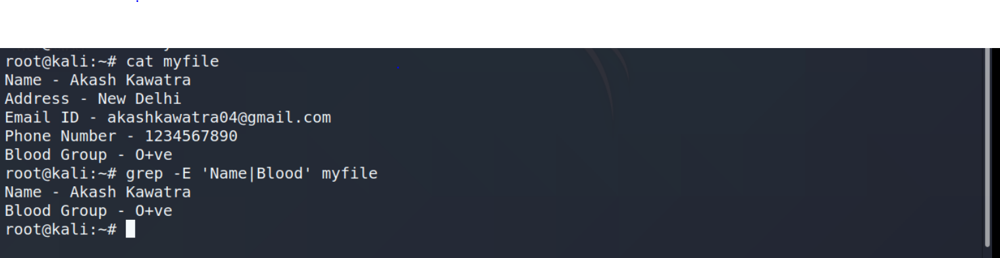 root@kali:~# cat myfile
Name - Akash Kawatra
Address - New Delhi
Email ID - akashkawatra04@gmail.com
Phone Number - 1234567890
Blood Group - O+ve
root@kali:~# grep -E 'Name|Blood' myfile
Name - Akash Kawatra
Blood Group - O+ve
root@kali:~#